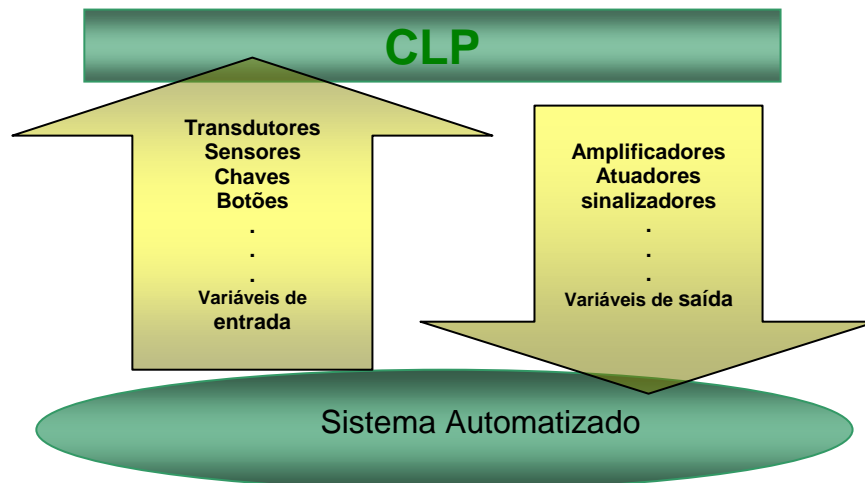 CLP
Transdutores
Sensores
Chaves
Botões
.
.
.
Variáveis de
entrada
Amplificadores
Atuadores
sinalizadores
.
.
.
Variáveis de saída
Sistema Automatizado